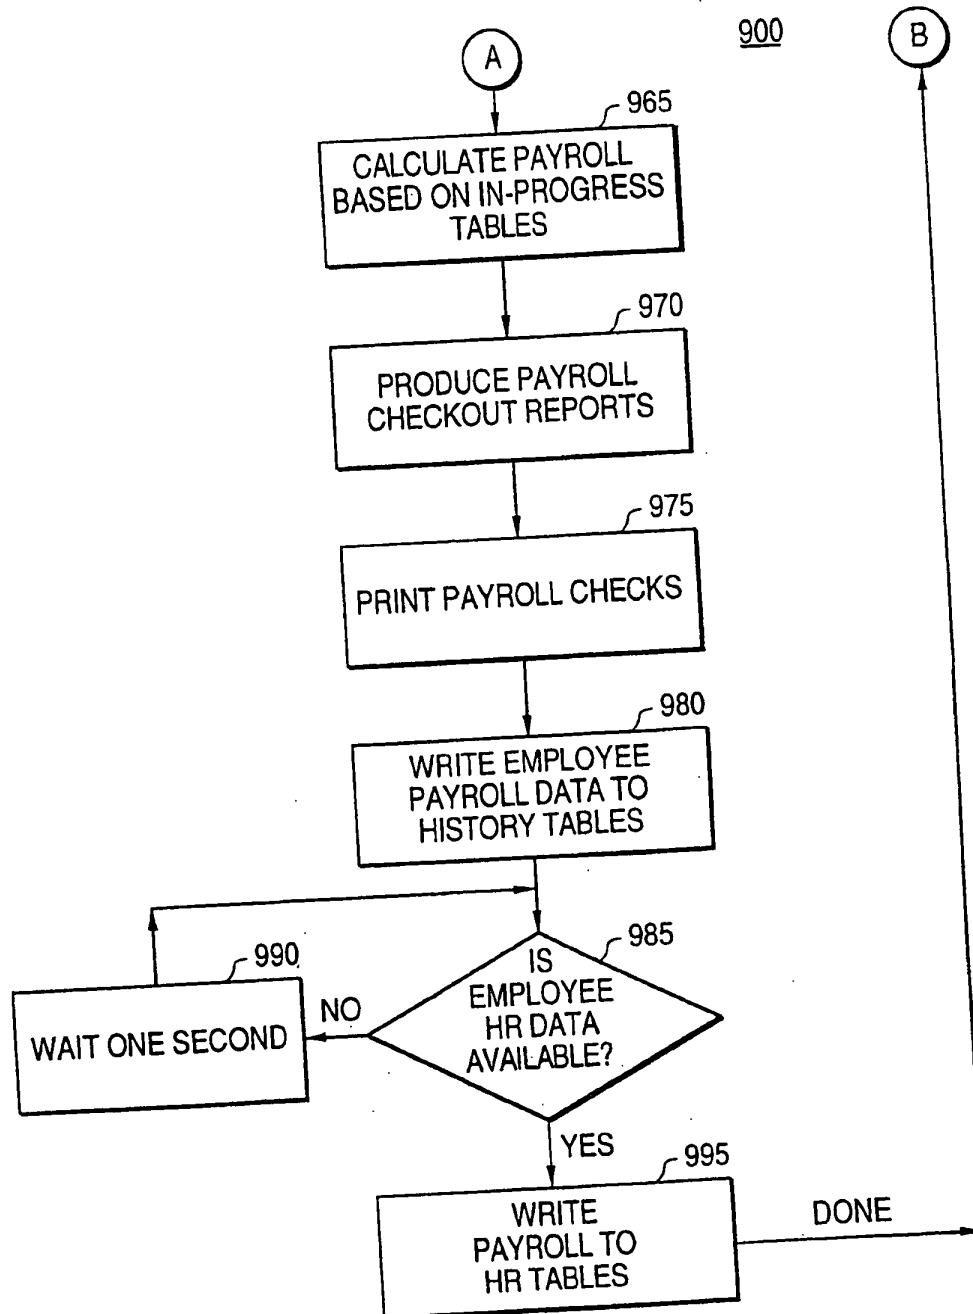 900
A
B
965
CALCULATE PAYROLL
BASED ON IN-PROGRESS
TABLES
970
PRODUCE PAYROLL
CHECKOUT REPORTS
975
PRINT PAYROLL CHECKS
980
WRITE EMPLOYEE
PAYROLL DATA TO
HISTORY TABLES
985
IS
EMPLOYEE
HR DATA
AVAILABLE?
990
NO
WAIT ONE SECOND
YES
995
WRITE
PAYROLL TO
HR TABLES
DONE